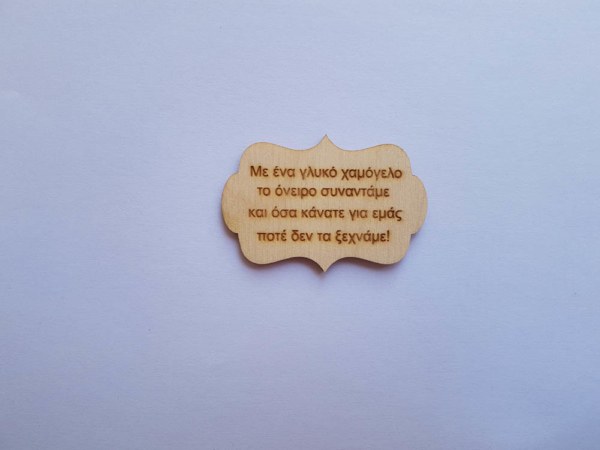 Με ένα γλυκό χαμόγελο
το όνειρο συναντάμε
και όσα κάνατε για εμάς
ποτέ δεν τα ξεχνάμε!